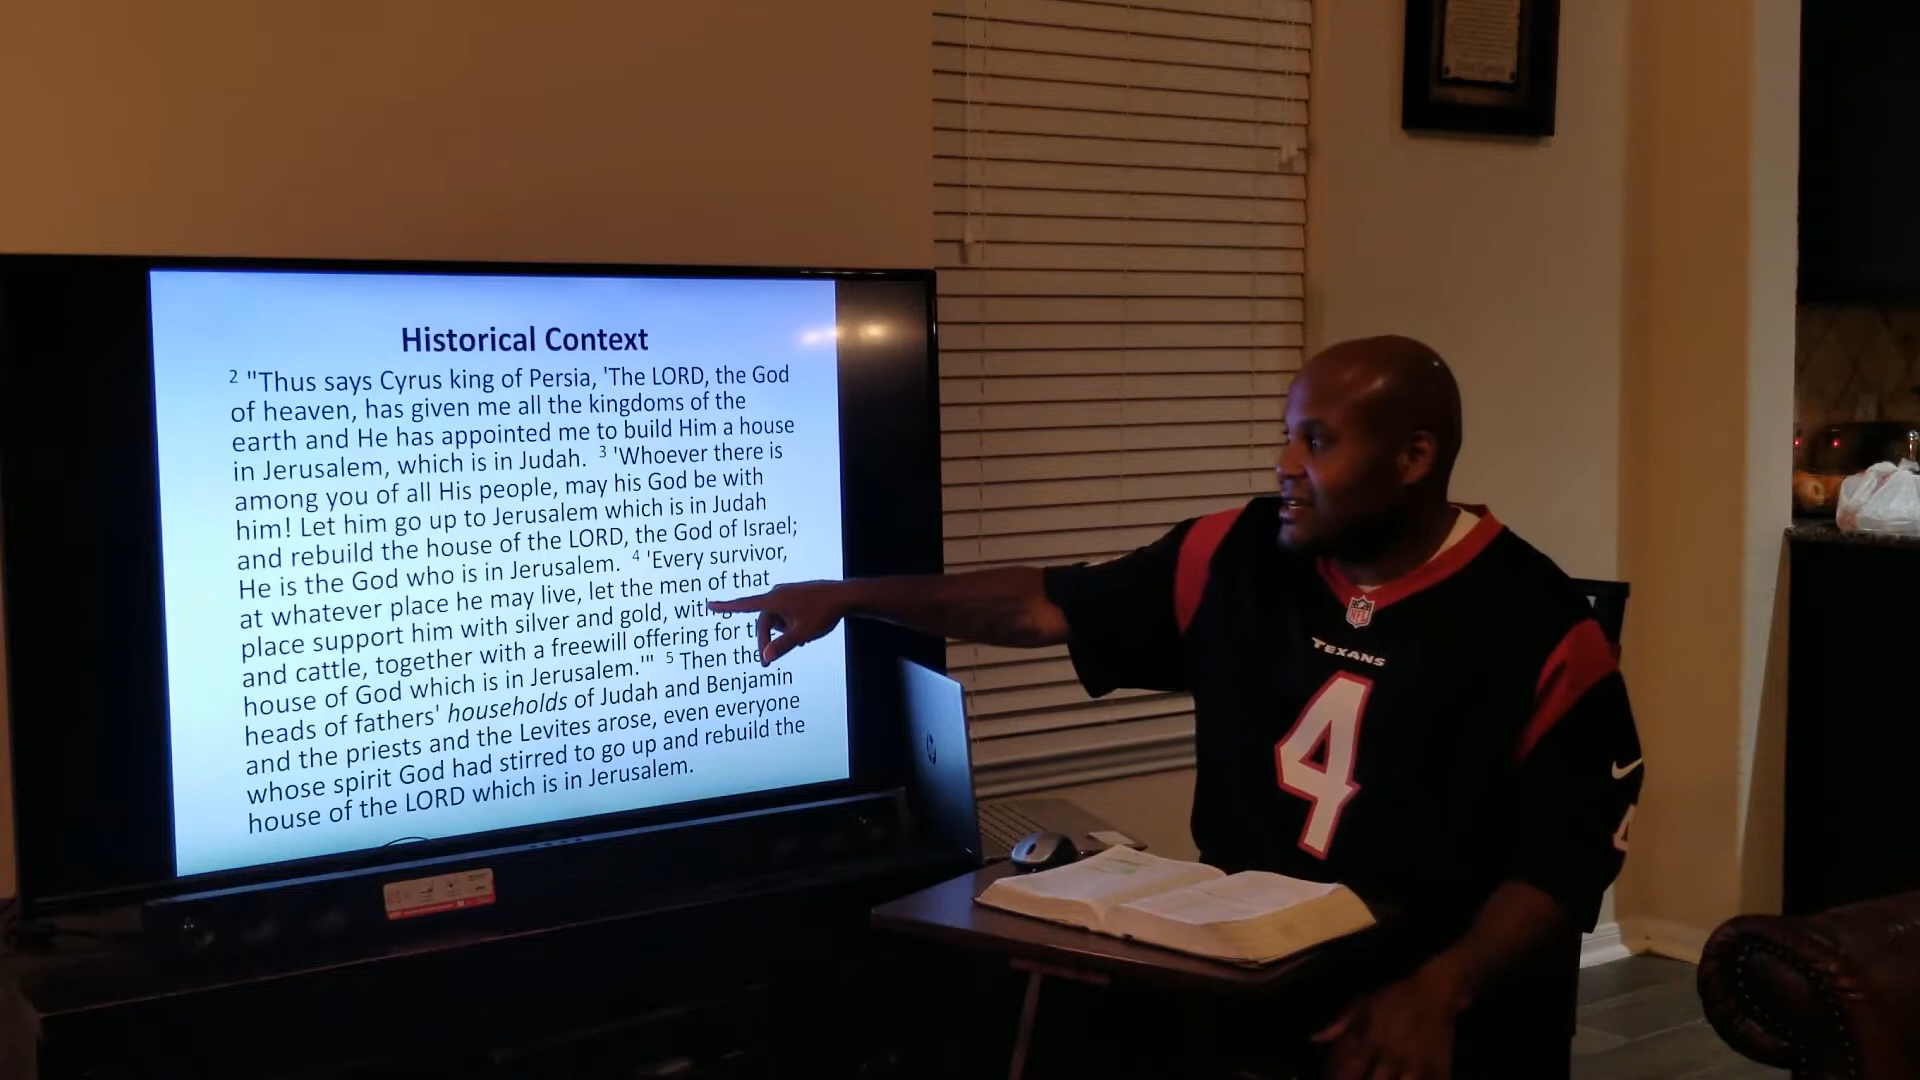 Historical Context
2 "Thus says Cyrus king of Persia, 'The LORD, the God
of heaven, has given me all the kingdoms of the
earth and He has appointed me to build Him a house
in Jerusalem, which is in Judah. 3 'Whoever there is
among you of all His people, may his God be with
him! Let him go up to Jerusalem which is in Judah
and rebuild the house of the LORD, the God of Israel;
He is the God who is in Jerusalem. 4 'Every survivor,
at whatever place he may live, let the men of that
place support him with silver and gold, with
and cattle, together with a freewill offering for
house of God which is in Jerusalem.'" 5 Then the
heads of fathers' households of Judah and Benjamin
and the priests and the Levites arose, even everyone
whose spirit God had stirred to go up and rebuild the
house of the LORD which is in Jerusalem.
NFL
TEXANS
4
hp